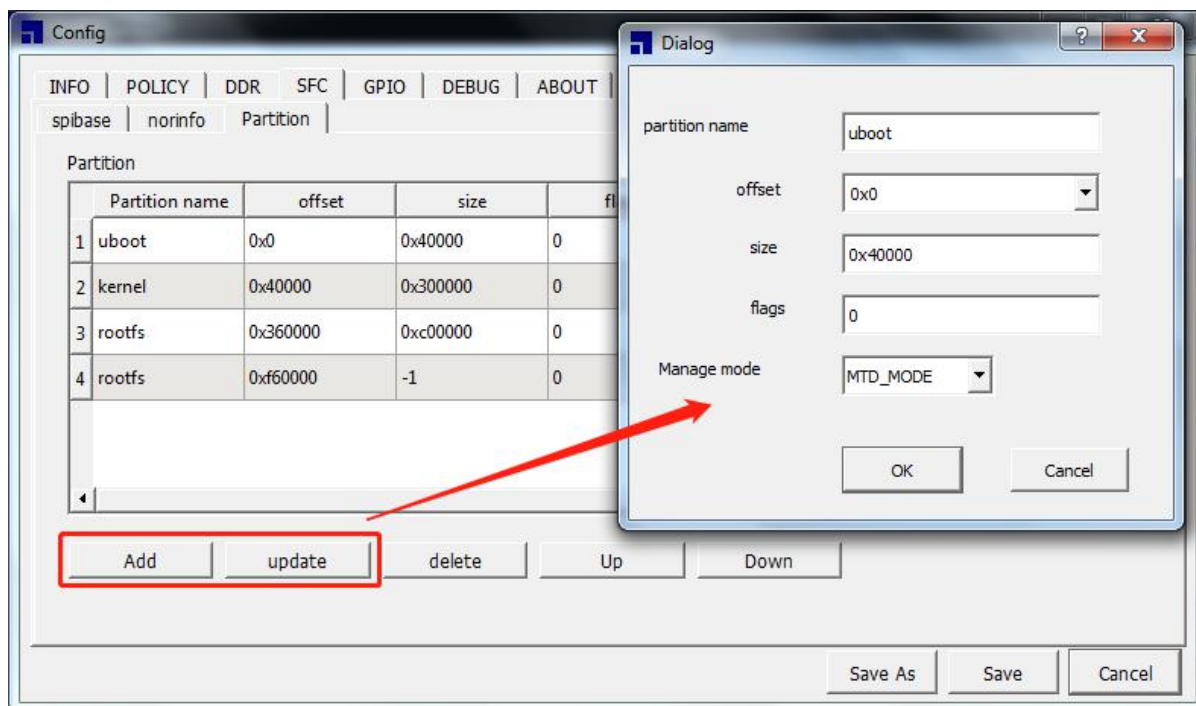 Config
INFO POLICY DDR SFC GPIO DEBUG ABOUT
spibase norinfo Partition
Partition
Partition name offset size fl
1 uboot 0x0 0x40000 0
2 kernel 0x40000 0x300000 0
3 rootfs 0x360000 0xc00000 0
4 rootfs 0xf60000 -1 0
Add update delete Up Down
Save As Save Cancel
Dialog ? X
partition name uboot
offset 0x0
size 0x40000
flags 0
Manage mode MTD_MODE
OK Cancel